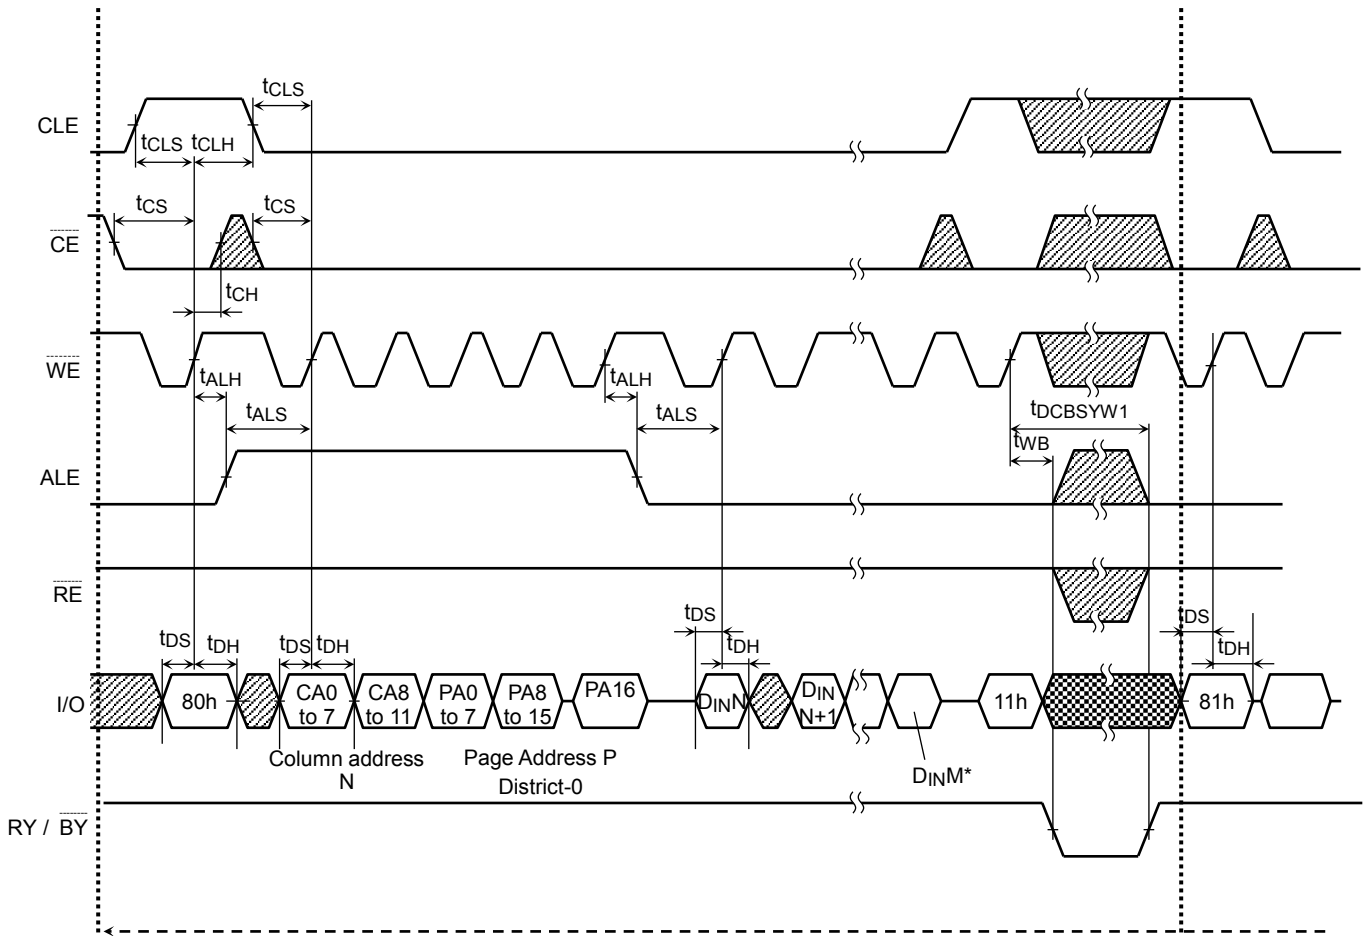 tCLS
CLE
tCLS
tCLH
tCS
tCS
CE
tCH
WE
tALH
tALH
tALS
tALS
tDCBSYW1
tWB
ALE
RE
tDS
tDH
tDS
tDH
tDS
tDH
tDS
tDH
I/O
80h
CA0
to 7
CA8
to 11
PA0
to 7
PA8
to 15
PA16
DINN
DIN
N+1
11h
81h
Column address
N
Page Address P
District-0
DINM*
RY / BY